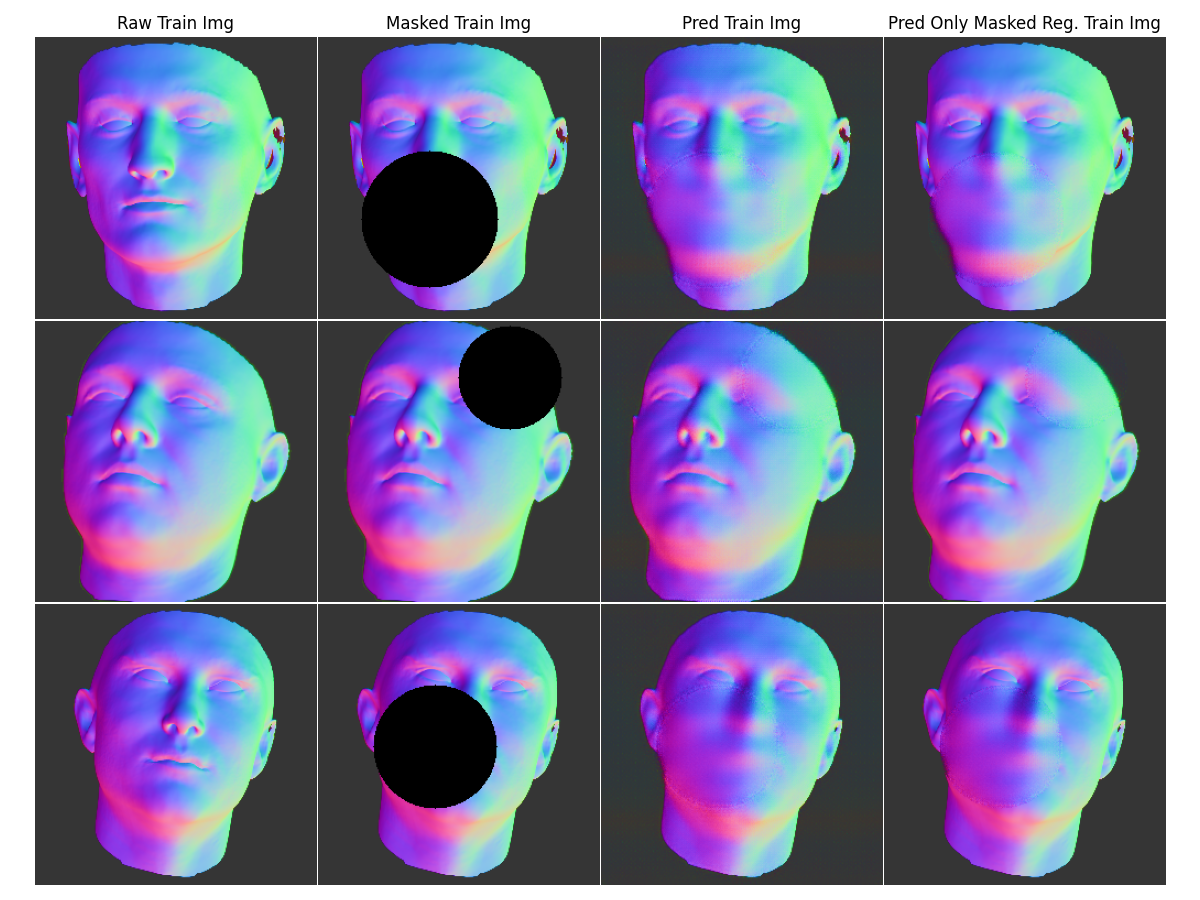 Raw Train Img
Masked Train Img
Pred Train Img
Pred Only Masked Reg. Train Img